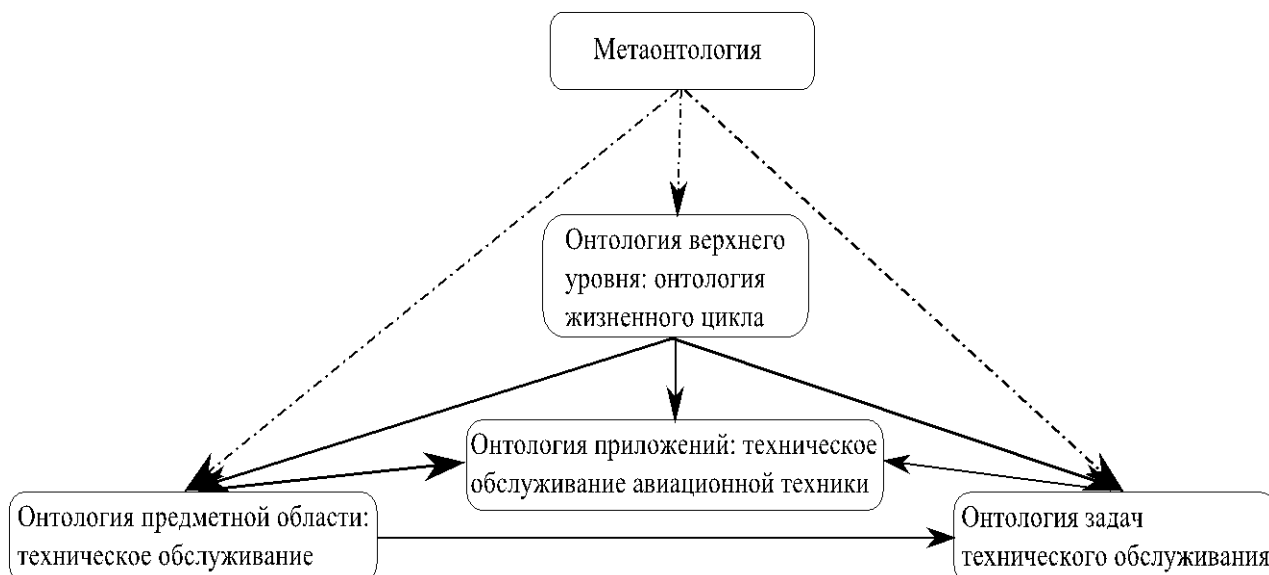 Метаонтология
Онтология верхнего
уровня: онтология
жизненного цикла
Онтология приложений: техническое
обслуживание авиационной техники
Онтология предметной области:
техническое обслуживание
Онтология задач
технического обслуживания